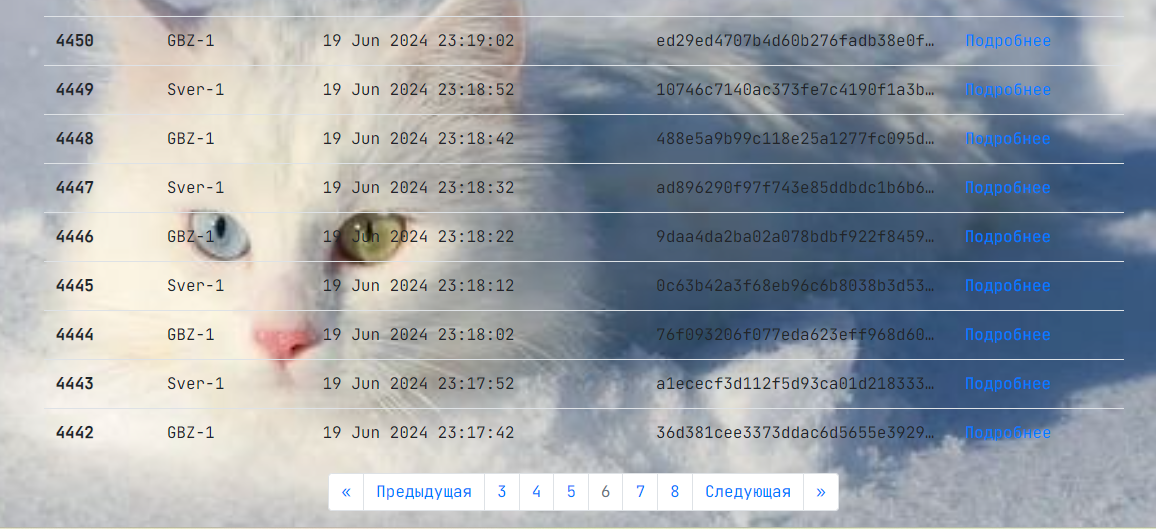 4450 GBZ-1 19 Jun 2024 23:19:02 ed29ed4707b4d60b276fadb38e0f… Подробнее
4449 Sver-1 19 Jun 2024 23:18:52 10746c7140ac373fe7c4190f1a3b… Подробнее
4448 GBZ-1 19 Jun 2024 23:18:42 488e5a9b99c118e25a1277fc095d… Подробнее
4447 Sver-1 19 Jun 2024 23:18:32 ad896290f97f743e85ddbdc1b6b6… Подробнее
4446 GBZ-1 19 Jun 2024 23:18:22 9daa4da2ba02a078bdbf922f8459… Подробнее
4445 Sver-1 19 Jun 2024 23:18:12 0c63b42a3f68eb96c6b8038b3d53… Подробнее
4444 GBZ-1 19 Jun 2024 23:18:02 76f093206f077eda623eff968d60… Подробнее
4443 Sver-1 19 Jun 2024 23:17:52 a1ececf3d112f5d93ca01d218333… Подробнее
4442 GBZ-1 19 Jun 2024 23:17:42 36d381cee3373ddac6d5655e3929… Подробнее
« Предыдущая 3 4 5 6 7 8 Следующая »